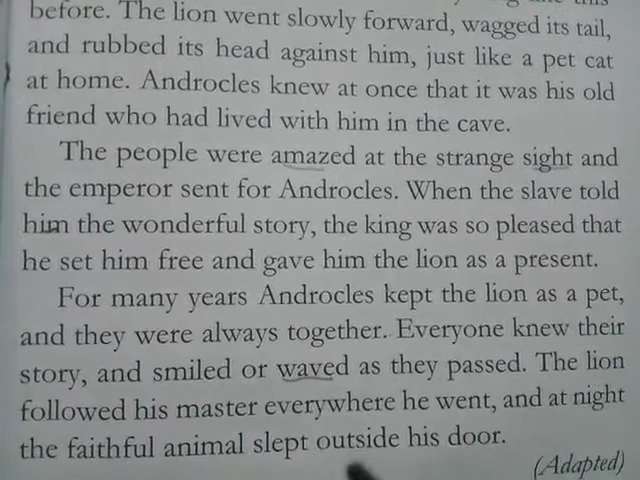 before. The lion went slowly forward, wagged its tail,
and rubbed its head against him, just like a pet cat
at home. Androcles knew at once that it was his old
friend who had lived with him in the cave.
The people were amazed at the strange sight and
the emperor sent for Androcles. When the slave told
him the wonderful story, the king was so pleased that
he set him free and gave him the lion as a present.
For many years Androcles kept the lion as a pet,
and they were always together. Everyone knew their
story, and smiled or waved as they passed. The lion
followed his master everywhere he went, and at night
the faithful animal slept outside his door.
(Adapted)